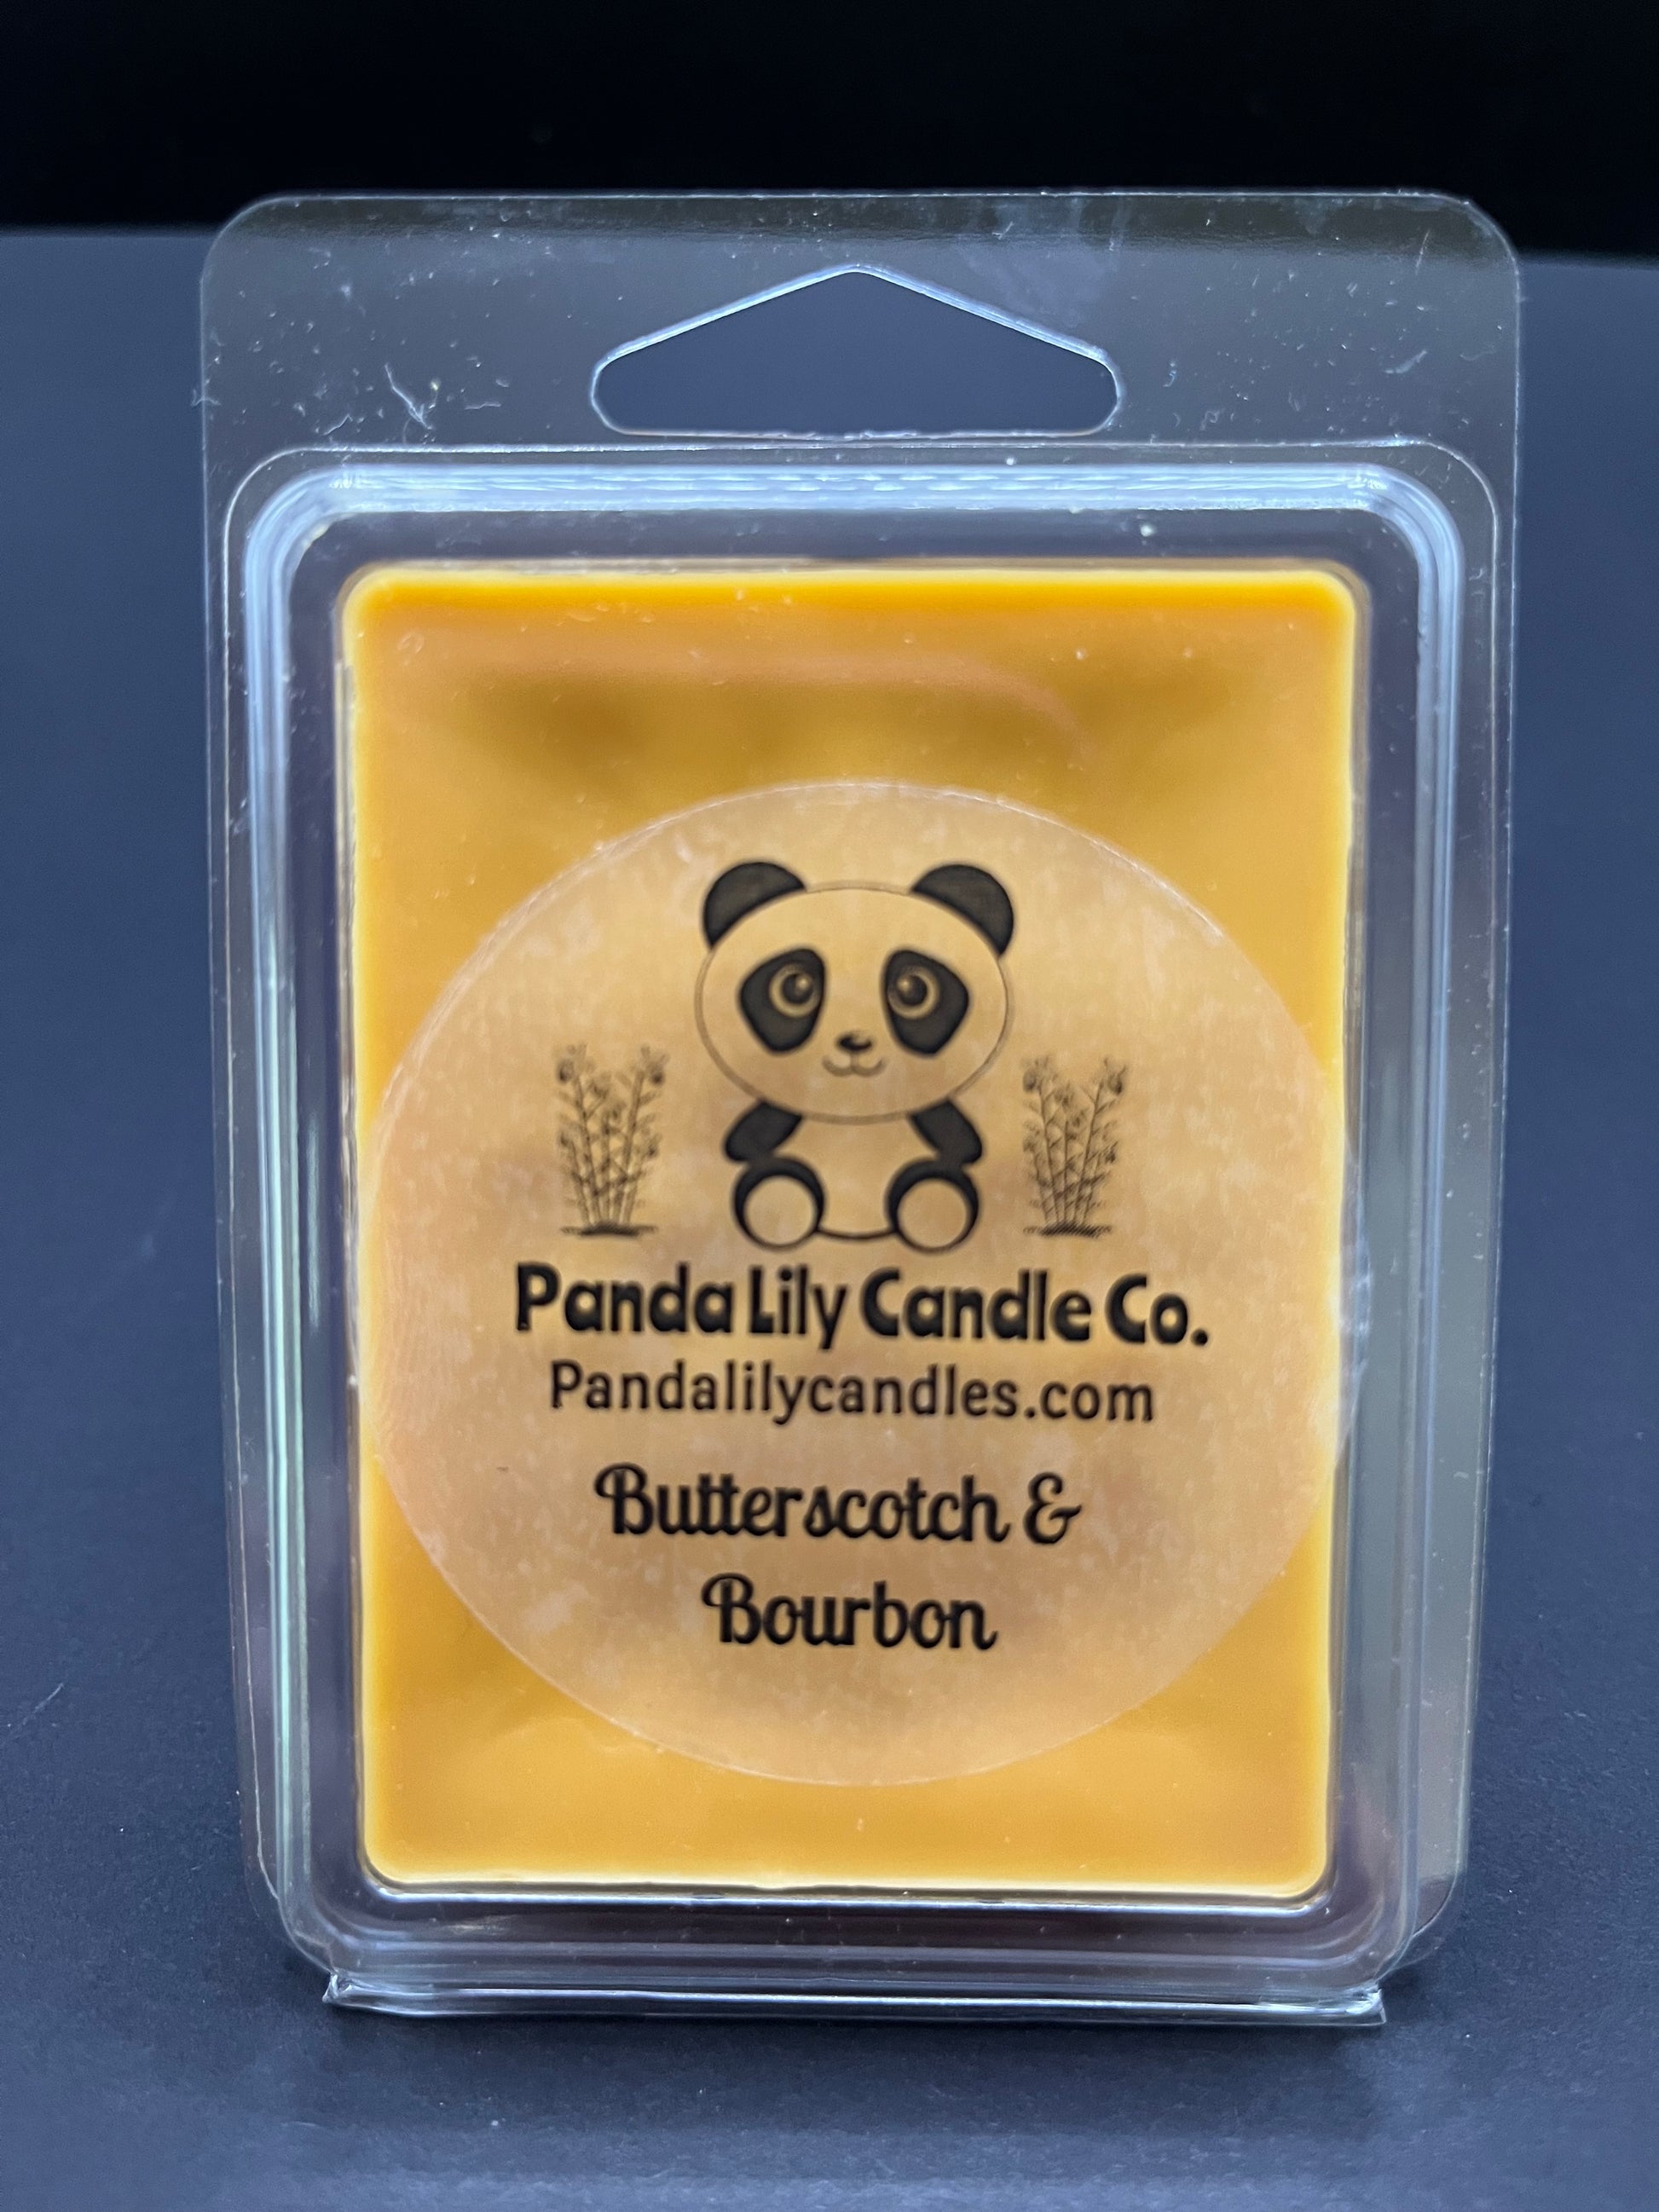 Panda Lily Candle Co.
Pandalilycandles.com
Butterscotch &
Bourbon